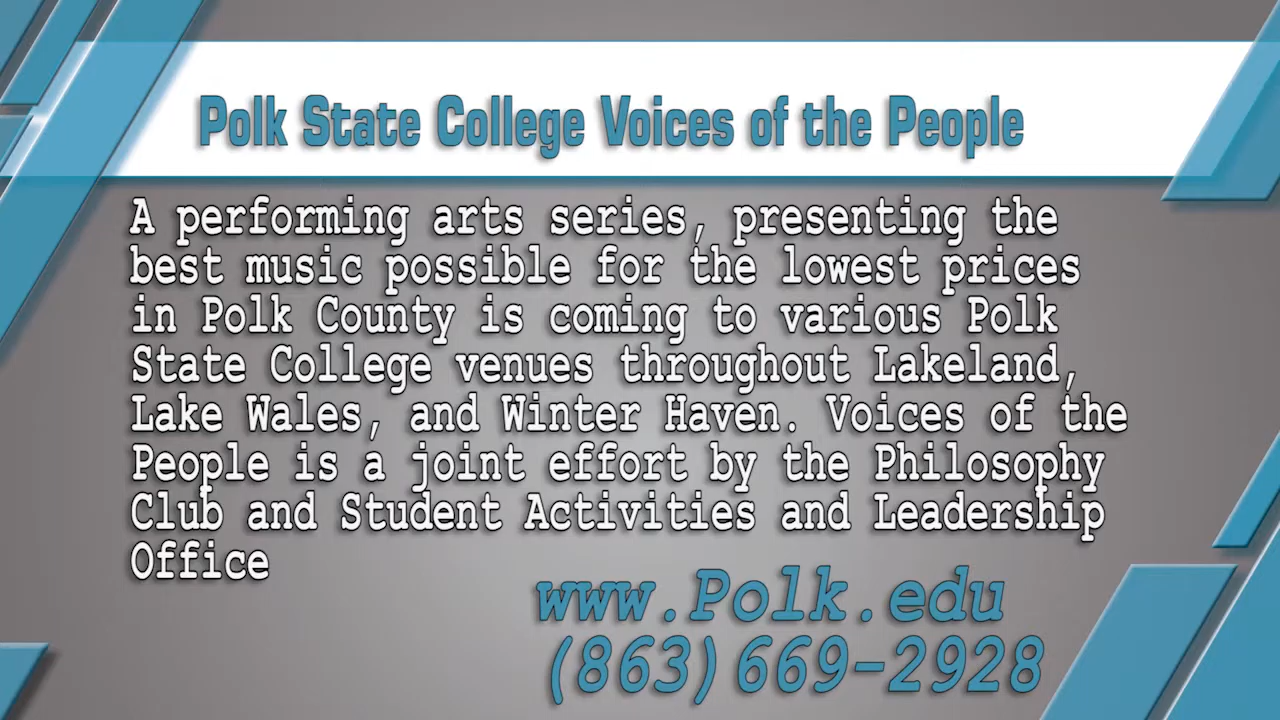 Polk State College Voices of the People
A performing arts series, presenting the
best music possible for the lowest prices
in Polk County is coming to various Polk
State College venues throughout Lakeland,
Lake Wales, and Winter Haven. Voices of the
People is a joint effort by the Philosophy
Club and Student Activities and Leadership
Office
www.Polk.edu
(863)669-2928